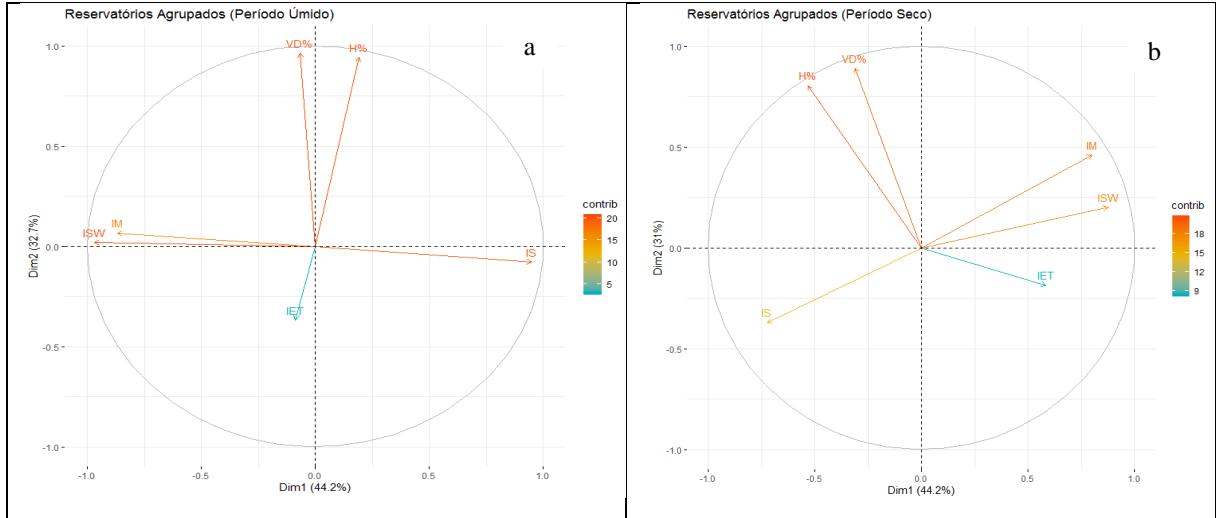 Reservatórios Agrupados (Período Úmido)
a
VD%
H%
IM
ISW
IS
IET
1.0
0.5
0.0
-0.5
-1.0
Dim2 (32.7%)
-1.0
-0.5
0.0
0.5
1.0
Dim1 (44.2%)
contrib
20
15
10
5
Reservatórios Agrupados (Período Seco)
b
VD%
H%
IM
ISW
IET
IS
1.0
0.5
0.0
-0.5
-1.0
Dim2 (31%)
-1.0
-0.5
0.0
0.5
1.0
Dim1 (44.2%)
contrib
18
15
12
9